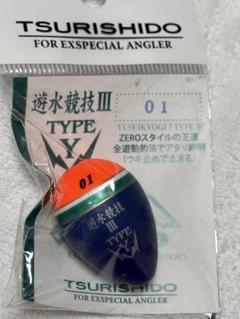 TSURISHIDO
FOR EXSPECIAL ANGLER
遊水競技III
TYPE
Y
01
YUSUIKYOGI3 TYPE-Y
ZEROスタイルの王道
全遊動釣法でアタリ鮮明
(ウキ止めで止まる)
01
遊水競技
III
TYPE
Y
TSURISHIDO
FOR EXSPECIAL ANGLER